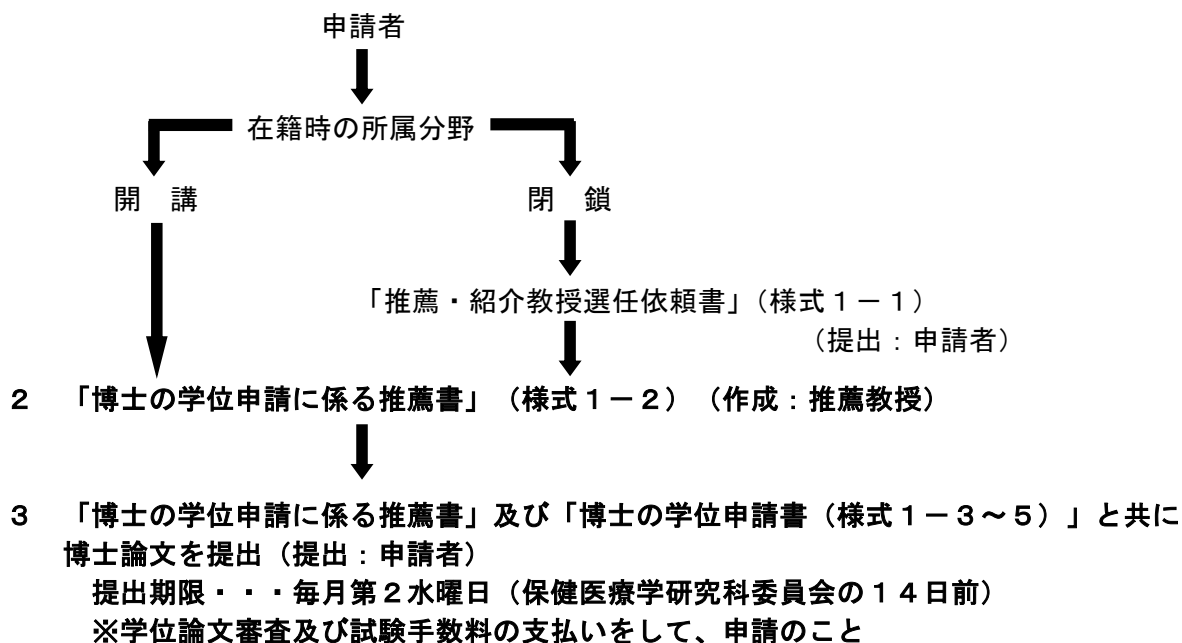 申請者
在籍時の所属分野
開　講　　　　　　　　　　閉　鎖
「推薦・紹介教授選任依頼書」（様式１－１）
（提出：申請者）
２　「博士の学位申請に係る推薦書」（様式１－２）（作成：推薦教授）
３　「博士の学位申請に係る推薦書」及び「博士の学位申請書（様式１－３～５）」と共に
博士論文を提出（提出：申請者）
提出期限・・・毎月第２水曜日（保健医療学研究科委員会の１４日前）
※学位論文審査及び試験手数料の支払いをして、申請のこと